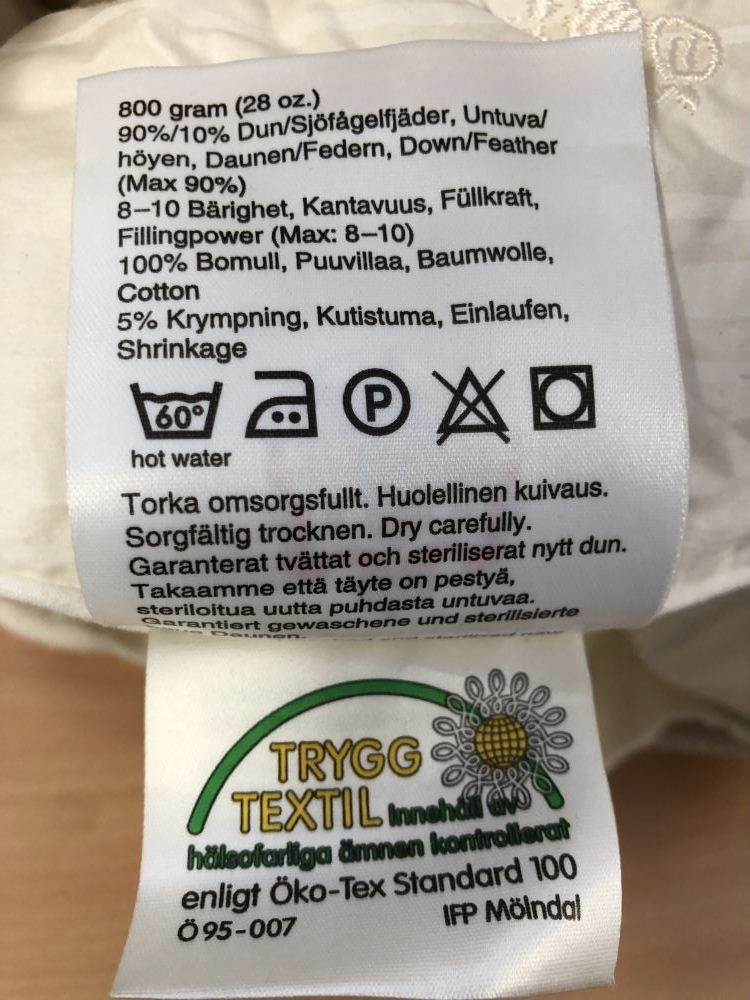 800 gram (28 oz.)
90%/10% Dun/Sjöfågelfjäder, Untuva/
höyen, Daunen/Federn, Down/Feather
(Max 90%)
8–10 Bärighet, Kantavuus, Füllkraft,
Fillingpower (Max: 8–10)
100% Bomull, Puuvillaa, Baumwolle,
Cotton
5% Krympning, Kutistuma, Einlaufen,
Shrinkage
60° P
hot water
Torka omsorgsfullt. Huolellinen kuivaus.
Sorgfältig trocknen. Dry carefully.
Garanterat tvättat och steriliserat nytt dun.
Takaamme että täyte on pestyä,
steriloitua uutta puhdasta untuvaa.
Garantiert gewaschene und sterilisierte
Daunen.
TRYGG
TEXTIL Innehåll av
hälsofarliga ämnen kontrollerat
enligt Öko-Tex Standard 100
Ö 95-007 IFP Mölndal